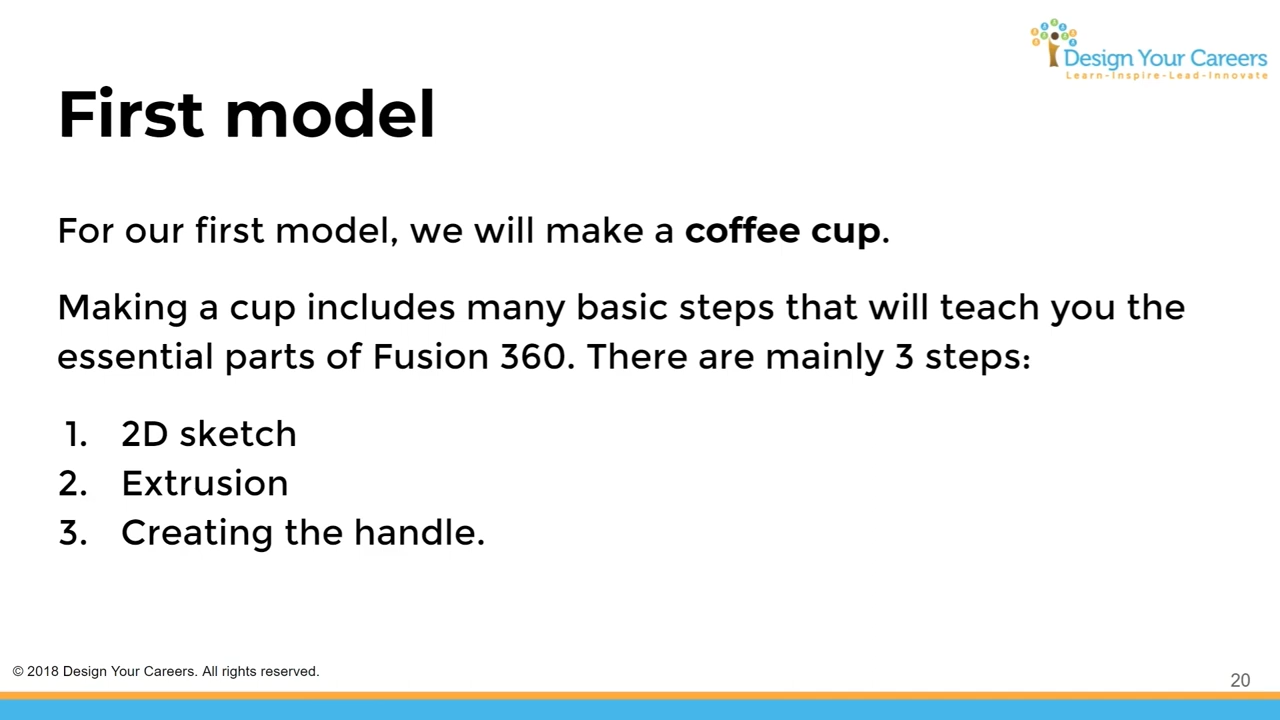 Design Your Careers
Learn-Inspire-Lead-Innovate
First model
For our first model, we will make a coffee cup.
Making a cup includes many basic steps that will teach you the
essential parts of Fusion 360. There are mainly 3 steps:
1. 2D sketch
2. Extrusion
3. Creating the handle.
© 2018 Design Your Careers. All rights reserved.
20